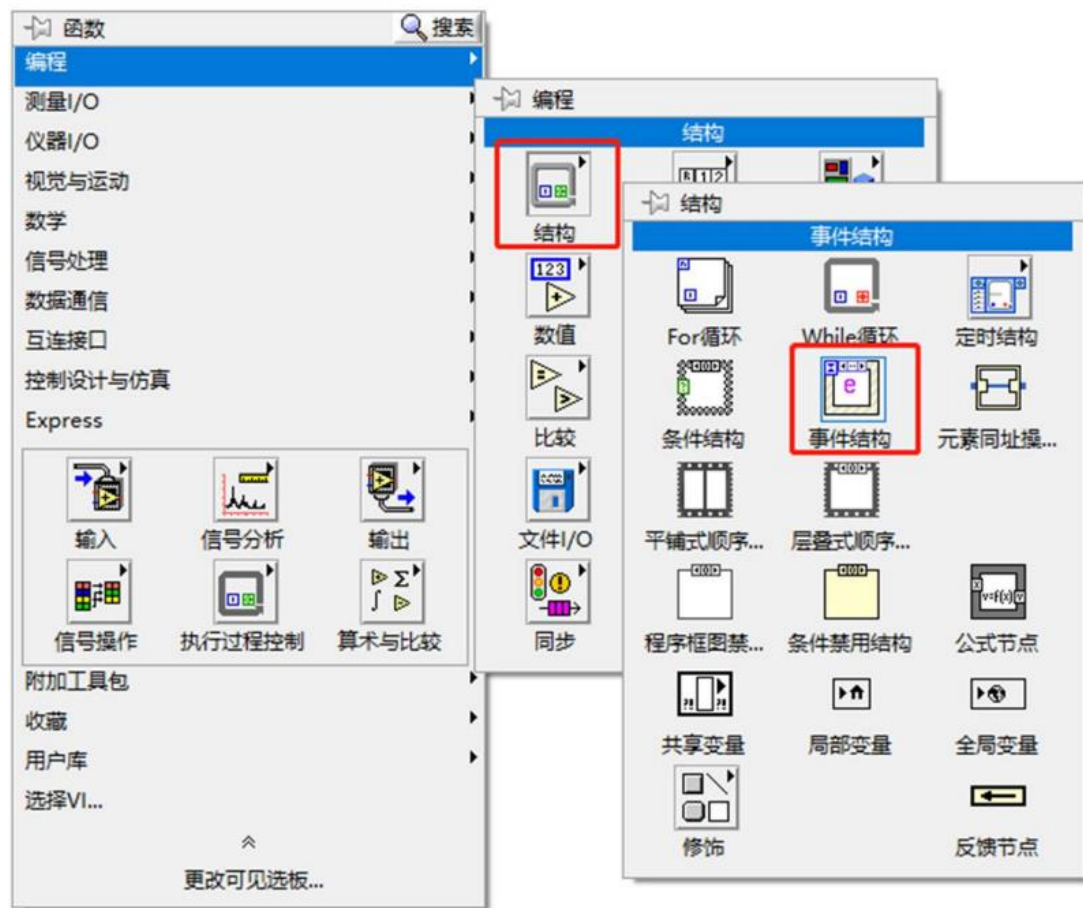 函数
搜索
编程
测量I/O
仪器I/O
视觉与运动
数学
信号处理
数据通信
互连接口
控制设计与仿真
Express
输入
信号分析
输出
信号操作
执行过程控制
算术与比较
附加工具包
收藏
用户库
选择VI...
更改可见选板...
编程
结构
结构
数值
比较
文件I/O
同步
结构
事件结构
For循环
While循环
定时结构
条件结构
事件结构
元素同址操...
平铺式顺序...
层叠式顺序...
程序框图禁...
条件禁用结构
公式节点
共享变量
局部变量
全局变量
修饰
反馈节点